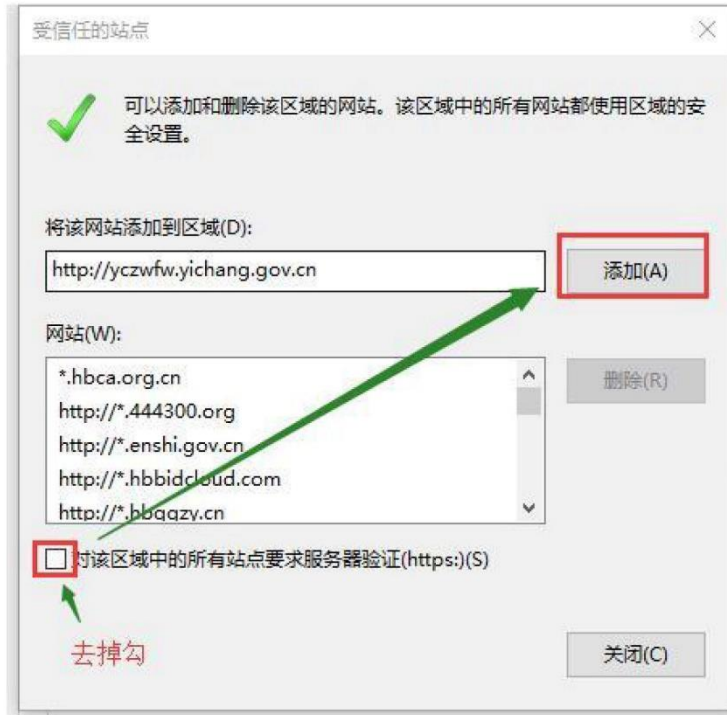 受信任的站点
可以添加和删除该区域的网站。该区域中的所有网站都使用区域的安
全设置。
将该网站添加到区域(D):
http://yczwfw.yichang.gov.cn
添加(A)
网站(W):
*.hbca.org.cn
http://*.444300.org
http://*.enshi.gov.cn
http://*.hbbidcloud.com
http://*.hbggzy.cn
删除(R)
对该区域中的所有站点要求服务器验证(https:)(S)
去掉勾
关闭(C)